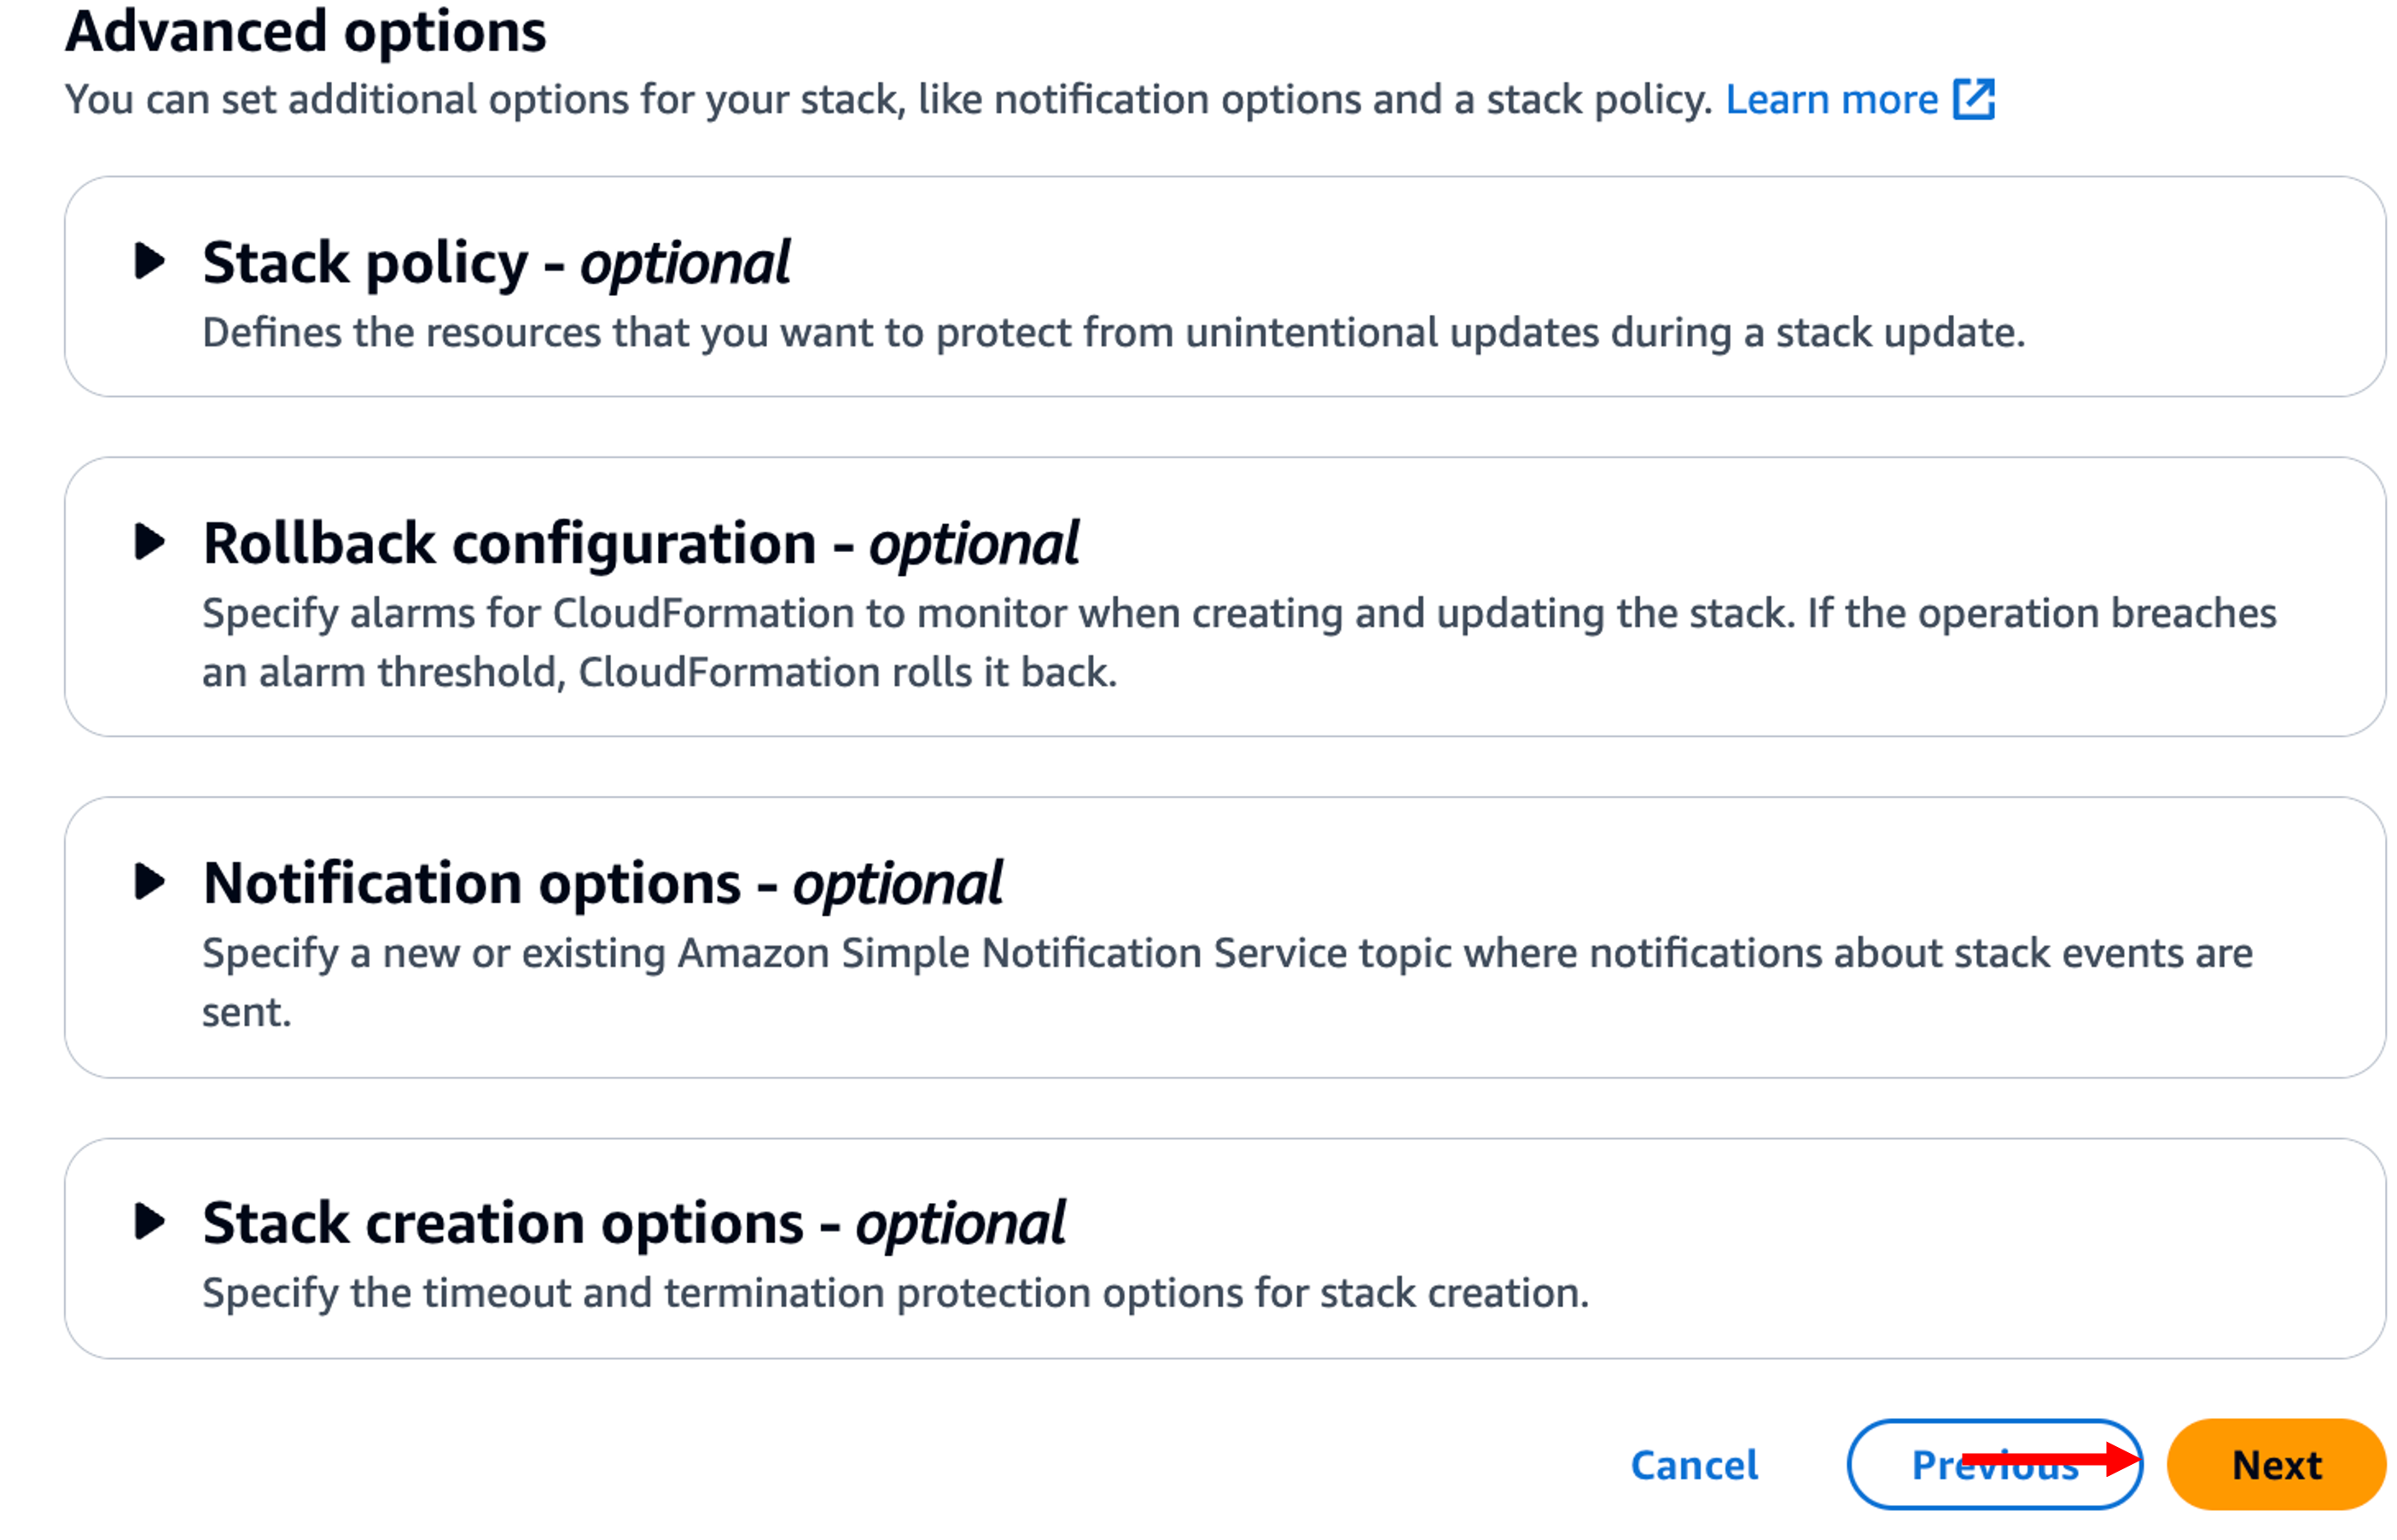 Advanced options
You can set additional options for your stack, like notification options and a stack policy. Learn more
Stack policy - optional
Defines the resources that you want to protect from unintentional updates during a stack update.
Rollback configuration - optional
Specify alarms for CloudFormation to monitor when creating and updating the stack. If the operation breaches
an alarm threshold, CloudFormation rolls it back.
Notification options - optional
Specify a new or existing Amazon Simple Notification Service topic where notifications about stack events are
sent.
Stack creation options - optional
Specify the timeout and termination protection options for stack creation.
Cancel Previous Next